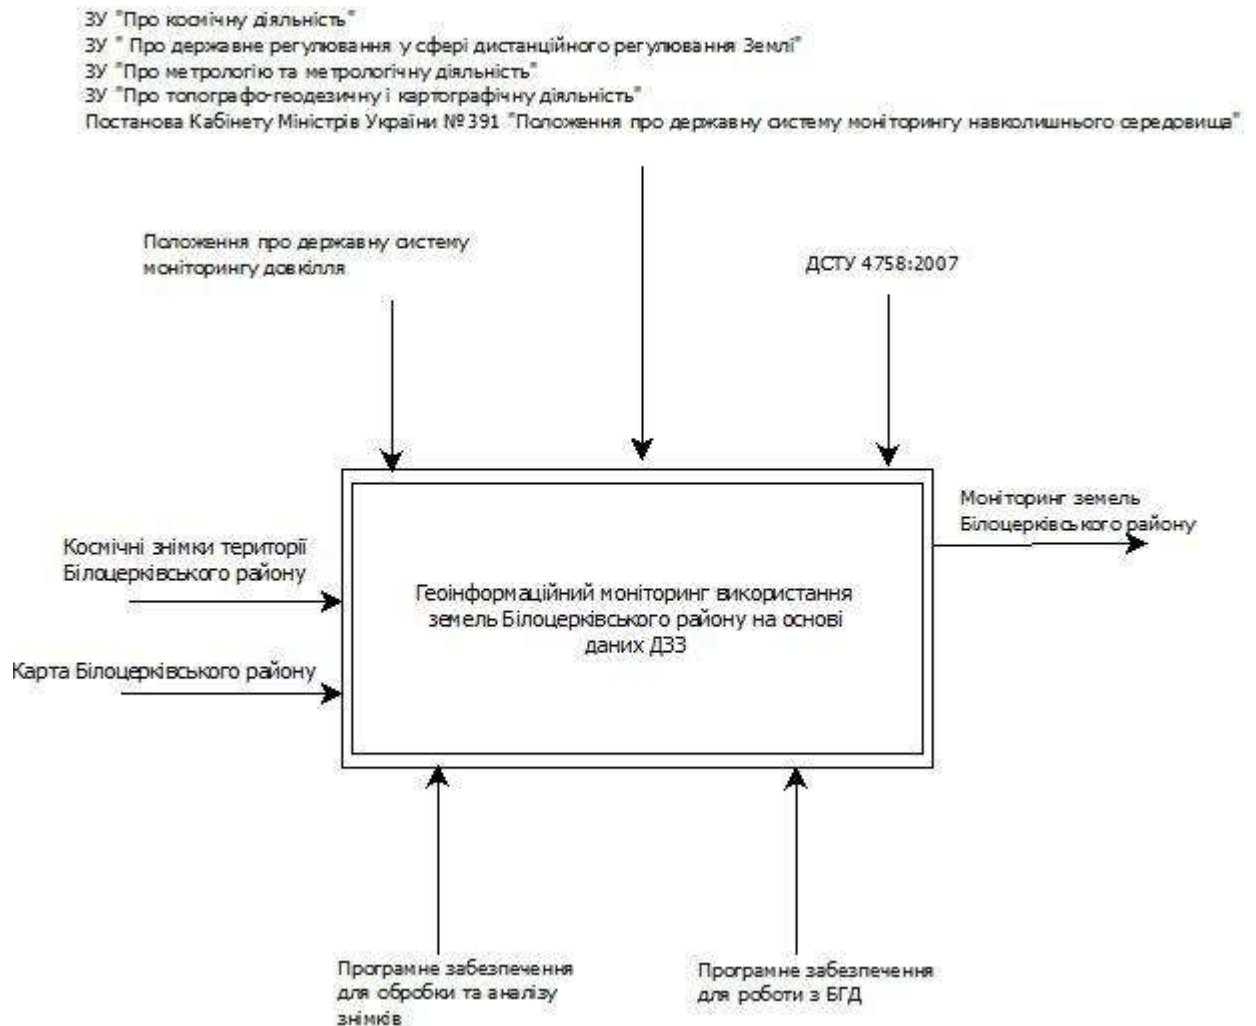 ЗУ "Про космічну діяльність"
ЗУ " Про державне регулювання у сфері дистанційного регулювання Землі"
ЗУ "Про метрологію та метрологічну діяльність"
ЗУ "Про топографо-геодезичну і картографічну діяльність"
Постанова Кабінету Міністрів України №391 "Положення про державну систему моніторингу навколишнього середовища"
Положення про державну систему
моніторингу довкілля
ДСТУ 4758:2007
Моніторинг земель
Білоцерківського району
Космічні знімки території
Білоцерківського району
Геоінформаційний моніторинг використання
земель Білоцерківського району на основі
даних ДЗЗ
Карта Білоцерківського району
Програмне забезпечення
для обробки та аналізу
знімків
Програмне забезпечення
для роботи з БГД